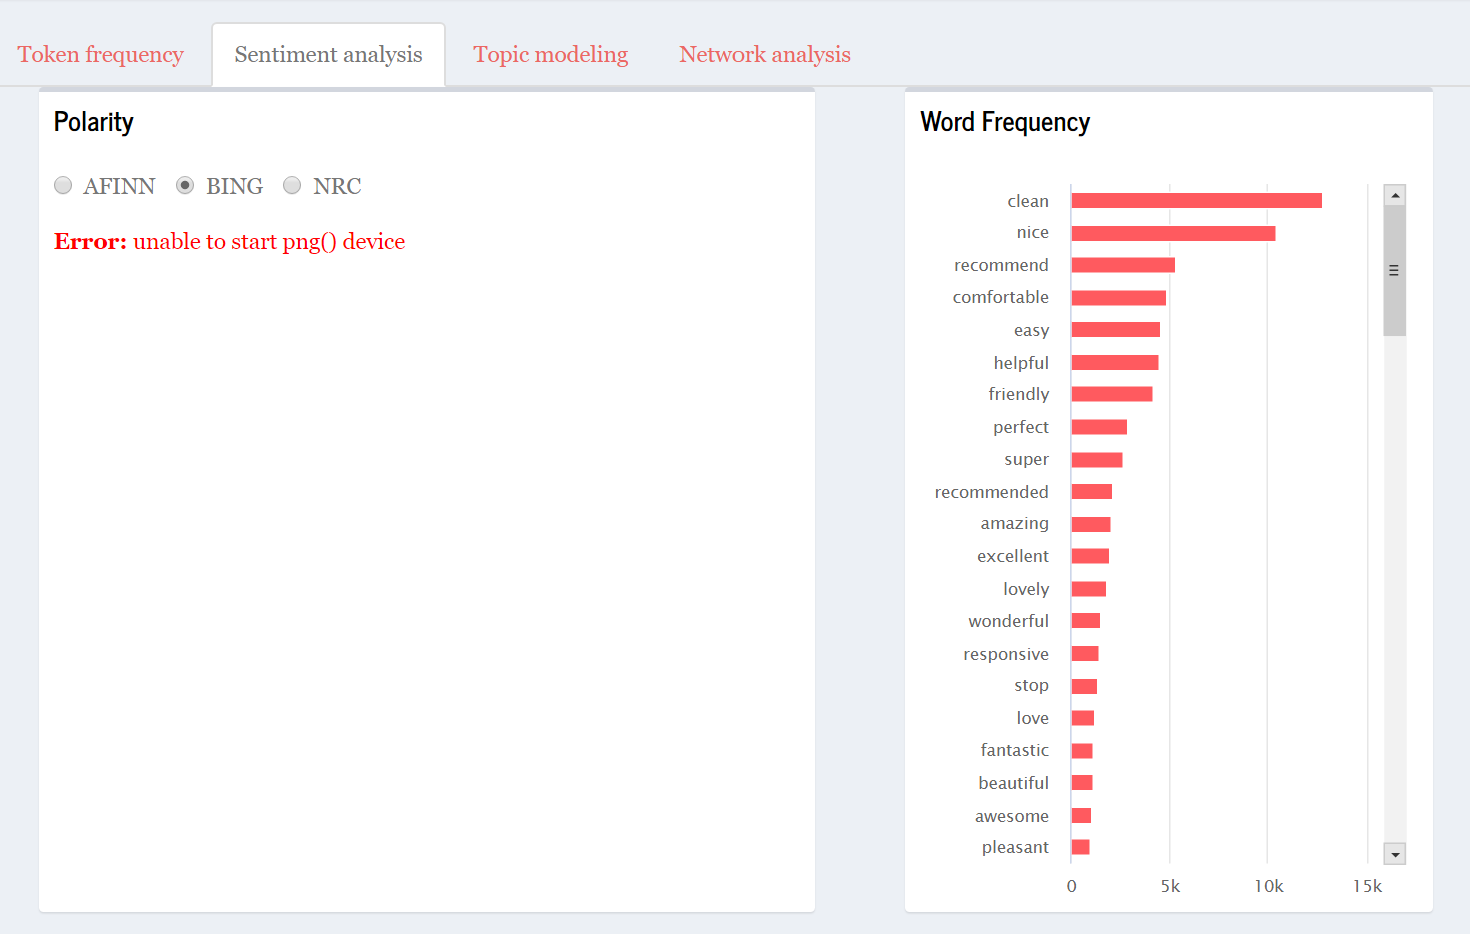 Token frequency
Sentiment analysis
Topic modeling
Network analysis
Polarity
AFINN BING NRC
Error: unable to start png() device
Word Frequency
clean
nice
recommend
comfortable
easy
helpful
friendly
perfect
super
recommended
amazing
excellent
lovely
wonderful
responsive
stop
love
fantastic
beautiful
awesome
pleasant
0 5k 10k 15k